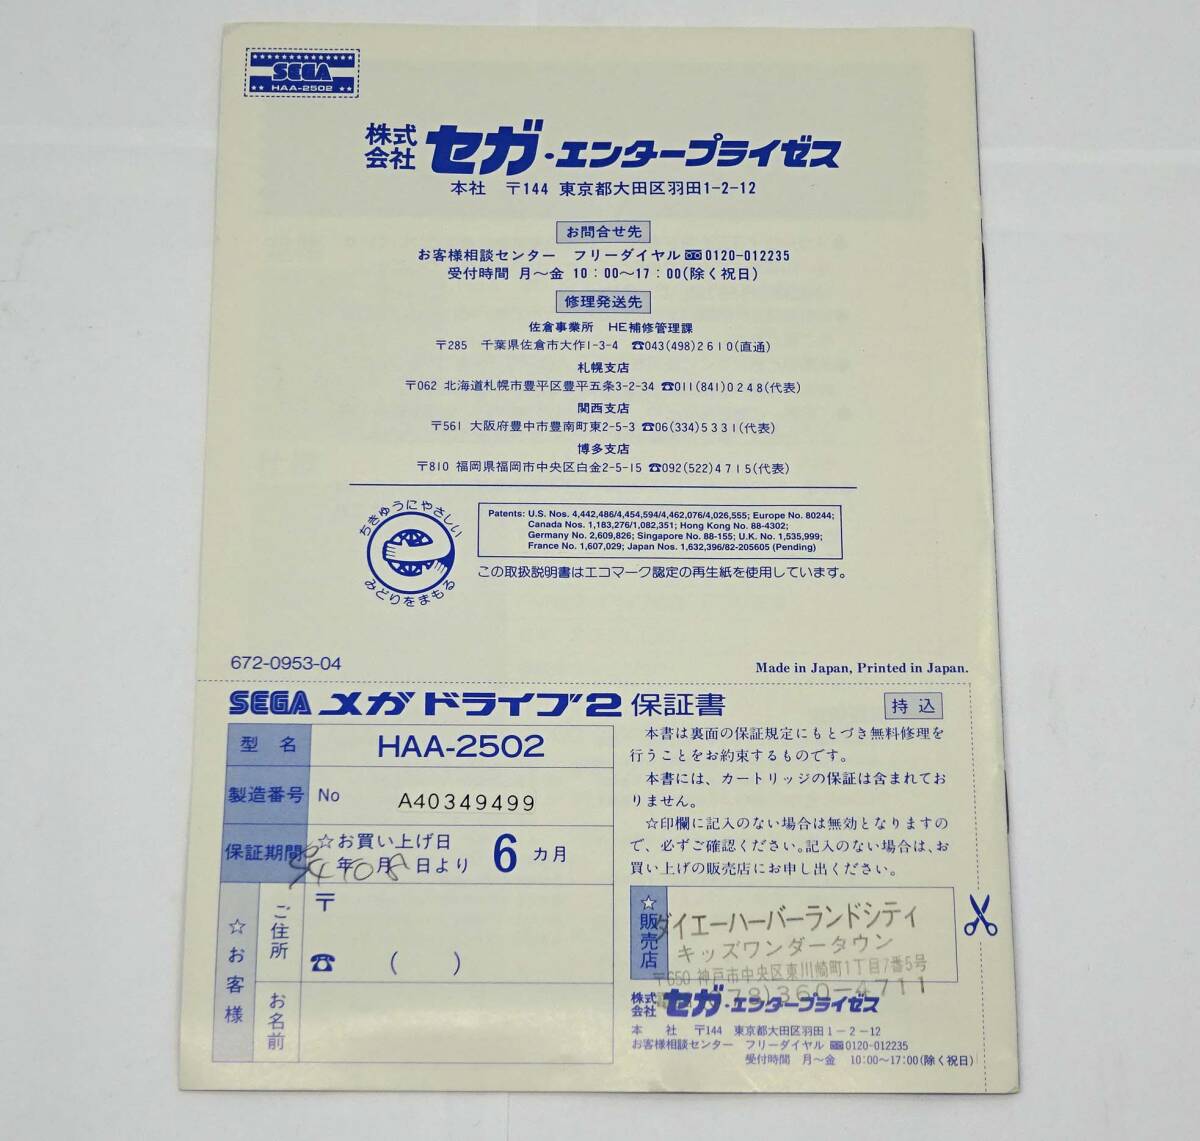 SEGA
HAA-2502
株式会社 セガ・エンタープライゼス
本社 〒144 東京都大田区羽田1-2-12
お問合せ先
お客様相談センター フリーダイヤル 0120-012235
受付時間 月〜金 10:00〜17:00(除く祝日)
修理発送先
佐倉事業所 HE補修管理課
〒285 千葉県佐倉市大作1-3-4 ☎043(498)2610(直通)
札幌支店
〒062 北海道札幌市豊平区豊平五条3-2-34 ☎011(841)0248(代表)
関西支店
〒561 大阪府豊中市豊南町東2-5-3 ☎06(334)5331(代表)
博多支店
〒810 福岡県福岡市中央区白金2-5-15 ☎092(522)4715(代表)
ちきゅうにやさしい
みどりをまもる
Patents: U.S. Nos. 4,442,486/4,454,594/4,462,076/4,026,555; Europe No. 80244;
Canada Nos. 1,183,276/1,082,351; Hong Kong No. 88-4302;
Germany No. 2,609,826; Singapore No. 88-155; U.K. No. 1,535,999;
France No. 1,607,029; Japan Nos. 1,632,396/82-205605 (Pending)
この取扱説明書はエコマーク認定の再生紙を使用しています。
672-0953-04
Made in Japan, Printed in Japan.
SEGA メガドライブ2 保証書
持込
型名 HAA-2502
製造番号 No A40349499
保証期間 ☆お買い上げ日
年 月 日より 6カ月
☆お客様
ご住所
〒
☎ ( )
お名前
本書は裏面の保証規定にもとづき無料修理を
行うことをお約束するものです。
本書には、カートリッジの保証は含まれてお
りません。
☆印欄に記入のない場合は無効となりますの
で、必ずご確認ください。記入のない場合は、お
買い上げの販売店にお申し出ください。
☆販売店
ダイエーハーバーランドシティ
キッズワンダータウン
〒650 神戸市中央区東川崎町1丁目7番5号
78)360-4711
株式会社 セガ・エンタープライゼス
本社 〒144 東京都大田区羽田1-2-12
お客様相談センター フリーダイヤル 0120-012235
受付時間 月〜金 10:00〜17:00(除く祝日)